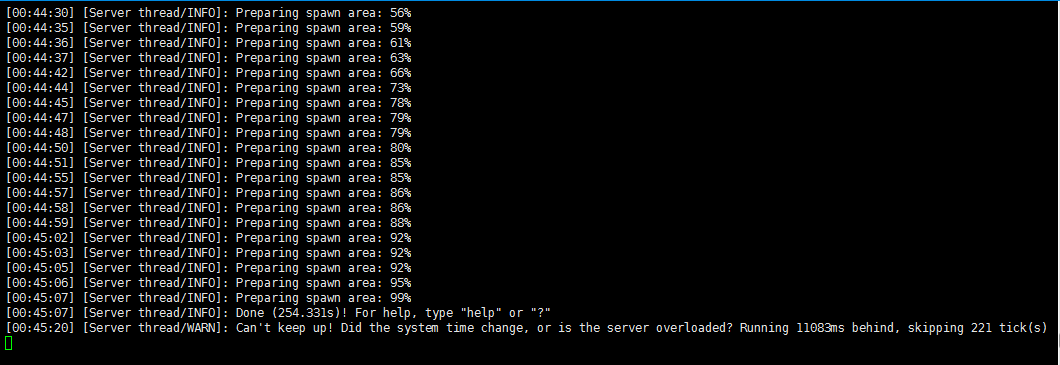 [00:44:30] [Server thread/INFO]: Preparing spawn area: 56%
[00:44:35] [Server thread/INFO]: Preparing spawn area: 59%
[00:44:36] [Server thread/INFO]: Preparing spawn area: 61%
[00:44:37] [Server thread/INFO]: Preparing spawn area: 63%
[00:44:42] [Server thread/INFO]: Preparing spawn area: 66%
[00:44:44] [Server thread/INFO]: Preparing spawn area: 73%
[00:44:45] [Server thread/INFO]: Preparing spawn area: 78%
[00:44:47] [Server thread/INFO]: Preparing spawn area: 79%
[00:44:48] [Server thread/INFO]: Preparing spawn area: 79%
[00:44:50] [Server thread/INFO]: Preparing spawn area: 80%
[00:44:51] [Server thread/INFO]: Preparing spawn area: 85%
[00:44:55] [Server thread/INFO]: Preparing spawn area: 85%
[00:44:57] [Server thread/INFO]: Preparing spawn area: 86%
[00:44:58] [Server thread/INFO]: Preparing spawn area: 86%
[00:44:59] [Server thread/INFO]: Preparing spawn area: 88%
[00:45:02] [Server thread/INFO]: Preparing spawn area: 92%
[00:45:03] [Server thread/INFO]: Preparing spawn area: 92%
[00:45:05] [Server thread/INFO]: Preparing spawn area: 92%
[00:45:06] [Server thread/INFO]: Preparing spawn area: 95%
[00:45:07] [Server thread/INFO]: Preparing spawn area: 99%
[00:45:07] [Server thread/INFO]: Done (254.331s)! For help, type "help" or "?"
[00:45:20] [Server thread/WARN]: Can't keep up! Did the system time change, or is the server overloaded? Running 11083ms behind, skipping 221 tick(s)